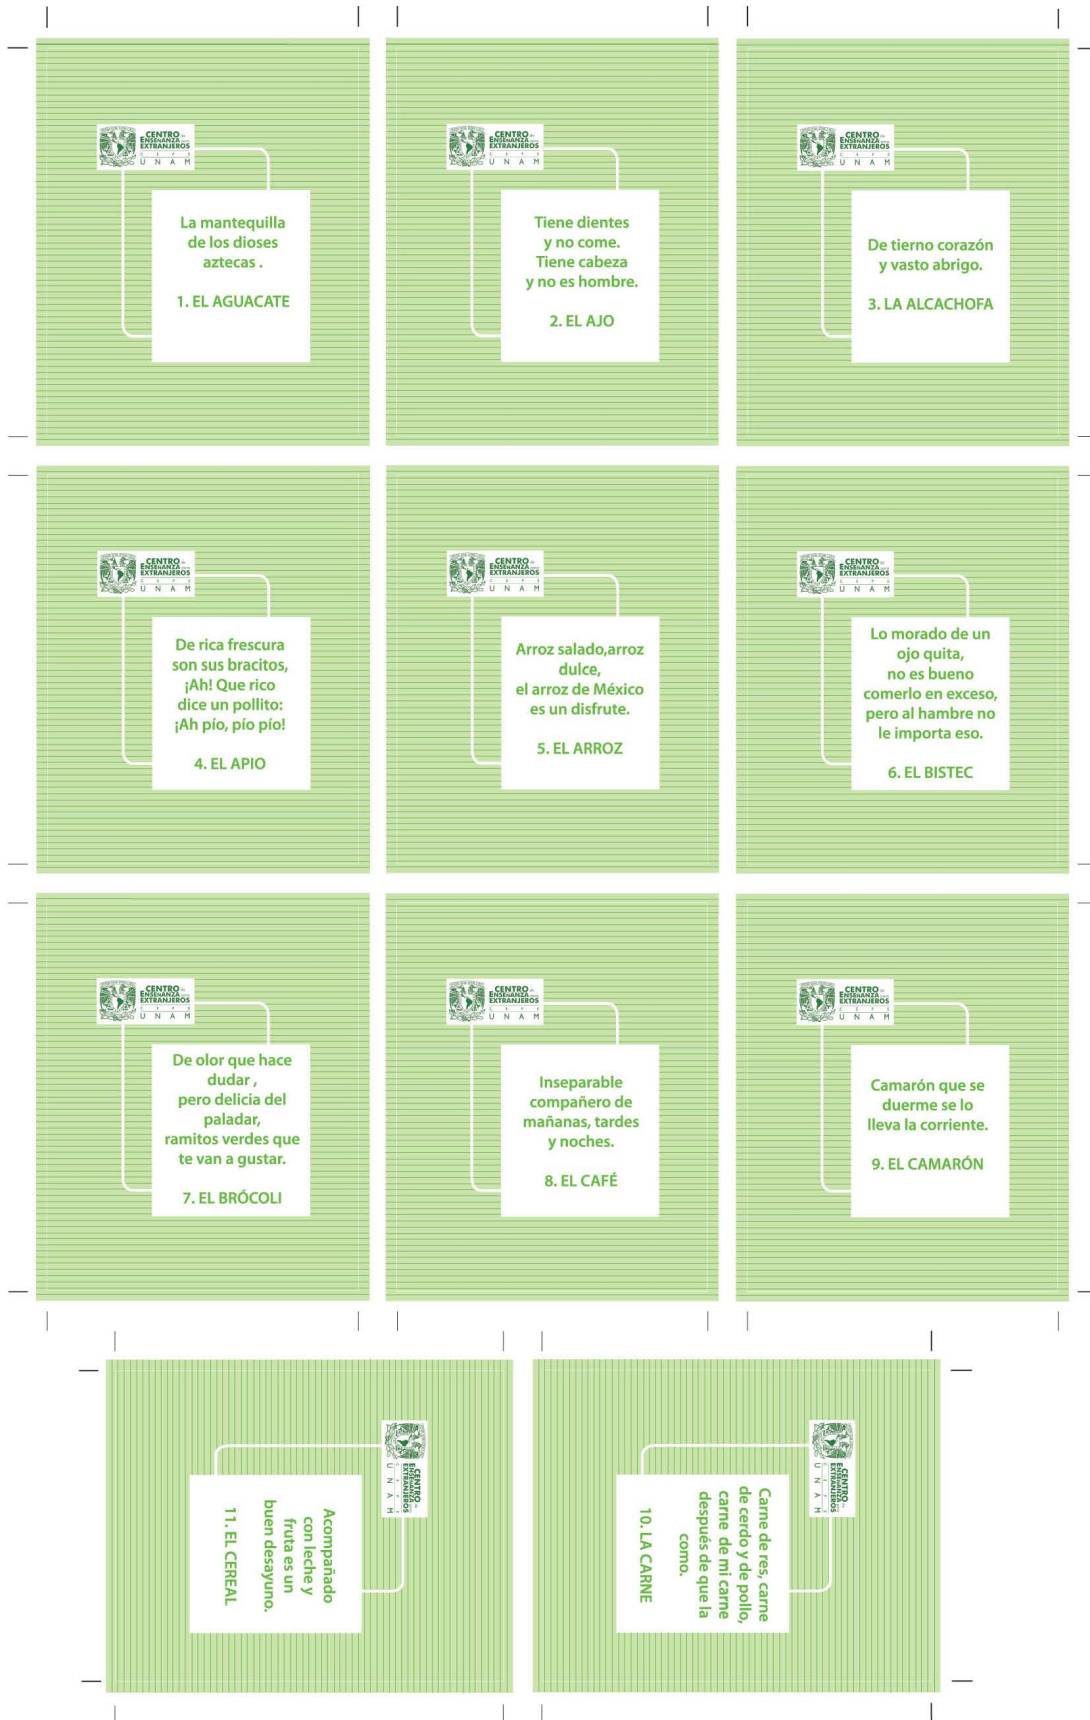 CENTRO de
ENSEÑANZA para
EXTRANJEROS
C E P E
U N A M
La mantequilla
de los dioses
aztecas .
1. EL AGUACATE
CENTRO de
ENSEÑANZA para
EXTRANJEROS
C E P E
U N A M
Tiene dientes
y no come.
Tiene cabeza
y no es hombre.
2. EL AJO
CENTRO de
ENSEÑANZA para
EXTRANJEROS
C E P E
U N A M
De tierno corazón
y vasto abrigo.
3. LA ALCACHOFA
CENTRO de
ENSEÑANZA para
EXTRANJEROS
C E P E
U N A M
De rica frescura
son sus bracitos,
¡Ah! Que rico
dice un pollito:
¡Ah pío, pío pío!
4. EL APIO
CENTRO de
ENSEÑANZA para
EXTRANJEROS
C E P E
U N A M
Arroz salado,arroz
dulce,
el arroz de México
es un disfrute.
5. EL ARROZ
CENTRO de
ENSEÑANZA para
EXTRANJEROS
C E P E
U N A M
Lo morado de un
ojo quita,
no es bueno
comerlo en exceso,
pero al hambre no
le importa eso.
6. EL BISTEC
CENTRO de
ENSEÑANZA para
EXTRANJEROS
C E P E
U N A M
De olor que hace
dudar ,
pero delicia del
paladar,
ramitos verdes que
te van a gustar.
7. EL BRÓCOLI
CENTRO de
ENSEÑANZA para
EXTRANJEROS
C E P E
U N A M
Inseparable
compañero de
mañanas, tardes
y noches.
8. EL CAFÉ
CENTRO de
ENSEÑANZA para
EXTRANJEROS
C E P E
U N A M
Camarón que se
duerme se lo
lleva la corriente.
9. EL CAMARÓN
CENTRO de
ENSEÑANZA para
EXTRANJEROS
C E P E
U N A M
Acompañado
con leche y
fruta es un
buen desayuno.
11. EL CEREAL
CENTRO de
ENSEÑANZA para
EXTRANJEROS
C E P E
U N A M
Carne de res, carne
de cerdo y de pollo,
carne de mi carne
después de que la
como.
10. LA CARNE